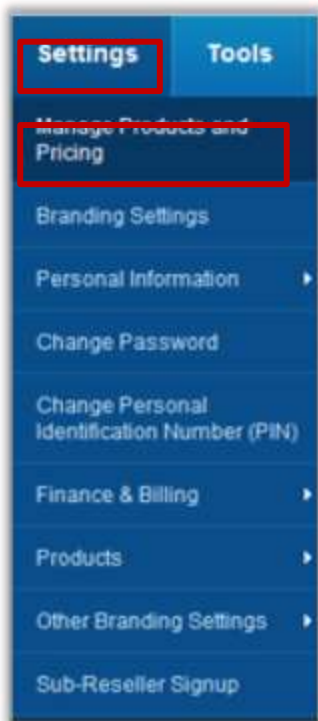 Settings Tools
Manage Products and
Pricing
Branding Settings
Personal Information
Change Password
Change Personal
Identification Number (PIN)
Finance & Billing
Products
Other Branding Settings
Sub-Reseller Signup